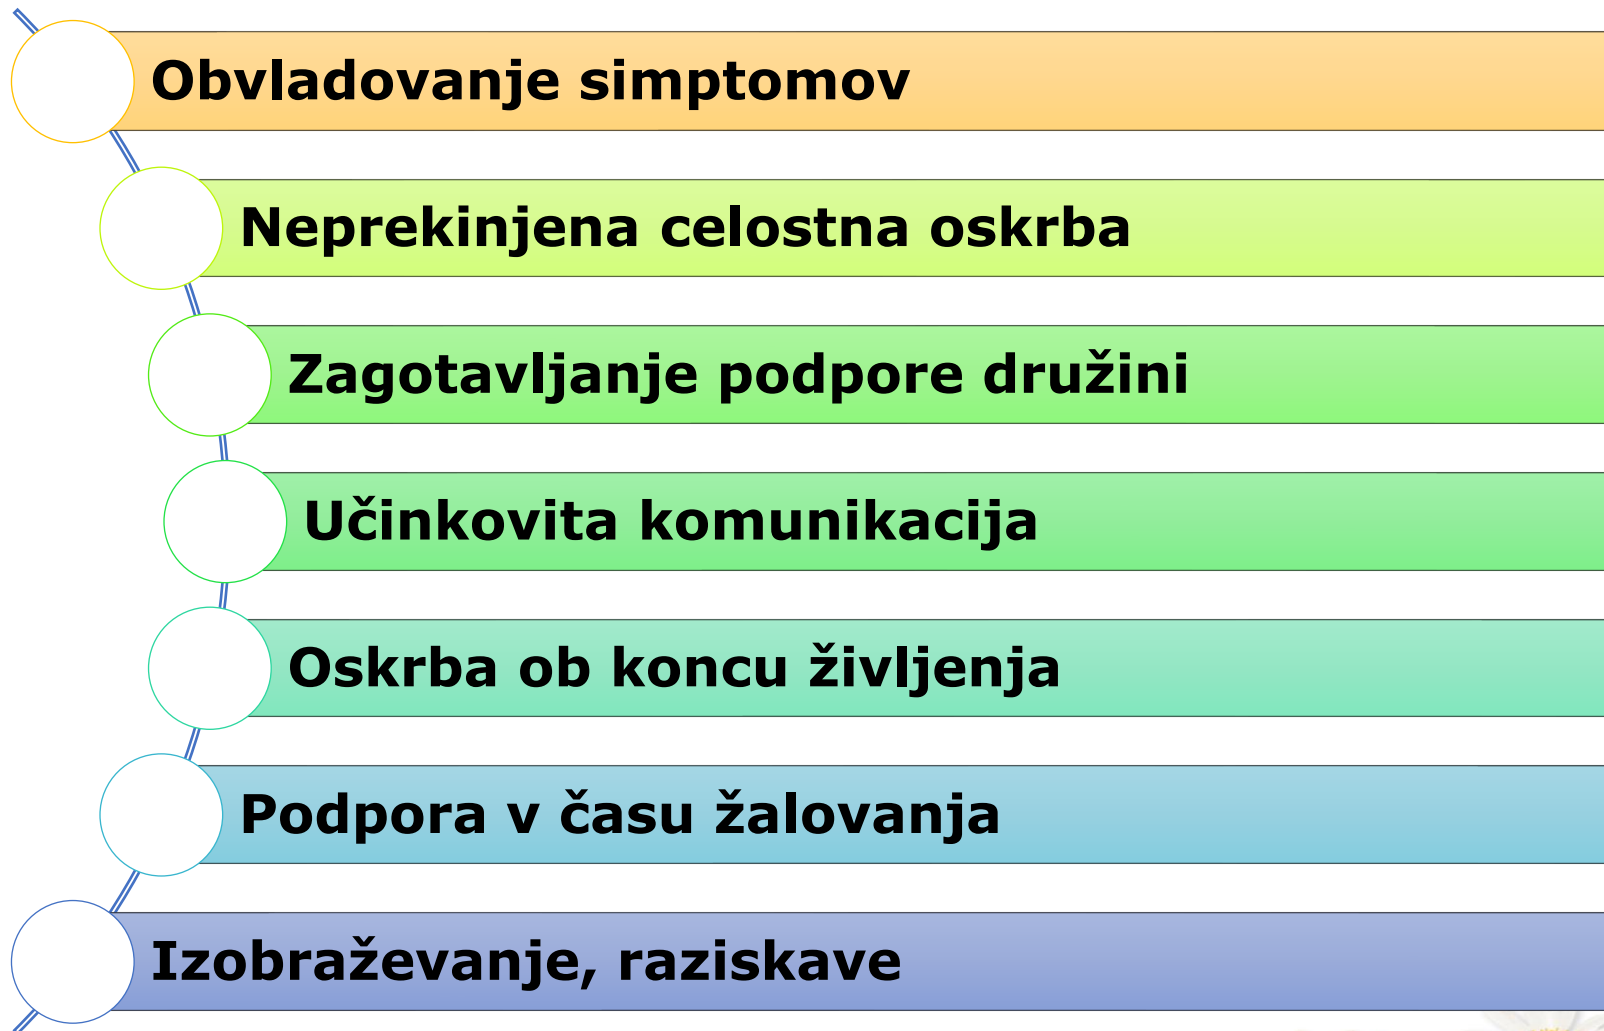 Obvladovanje simptomov
Neprekinjena celostna oskrba
Zagotavljanje podpore družini
Učinkovita komunikacija
Oskrba ob koncu življenja
Podpora v času žalovanja
Izobraževanje, raziskave